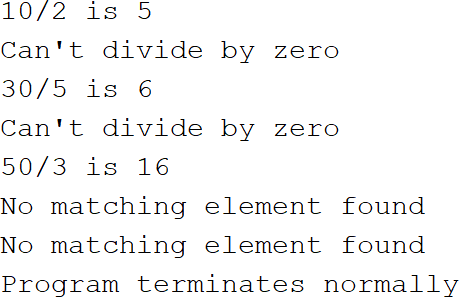 10/2 is 5
Can't divide by zero
30/5 is 6
Can't divide by zero
50/3 is 16
No matching element found
No matching element found
Program terminates normally